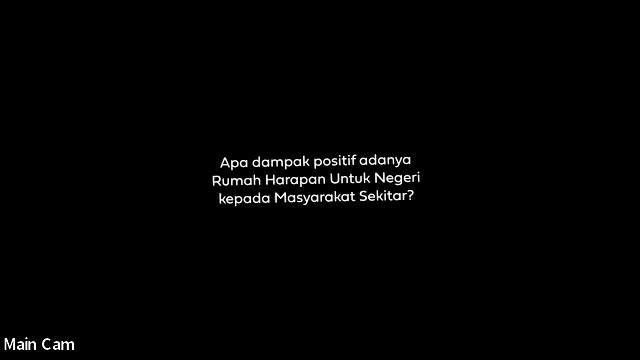 Apa dampak positif adanya
Rumah Harapan Untuk Negeri
kepada Masyarakat Sekitar?
Main Cam